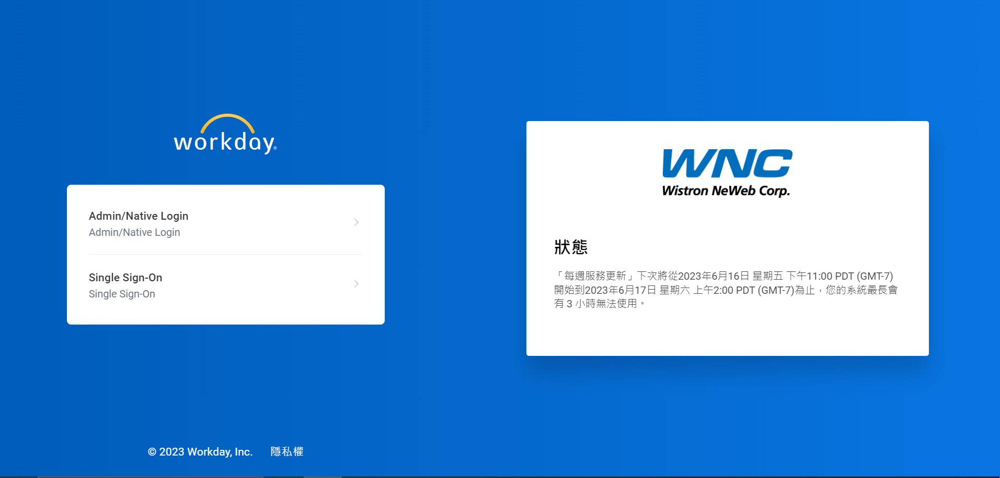 workday®
Admin/Native Login
Admin/Native Login
Single Sign-On
Single Sign-On
© 2023 Workday, Inc.
隱私權
WNC
Wistron NeWeb Corp.
狀態
「每週服務更新」下次將從2023年6月16日 星期五 下午11:00 PDT (GMT-7)
開始到2023年6月17日 星期六 上午2:00 PDT (GMT-7)為止，您的系統最長會
有 3 小時無法使用。